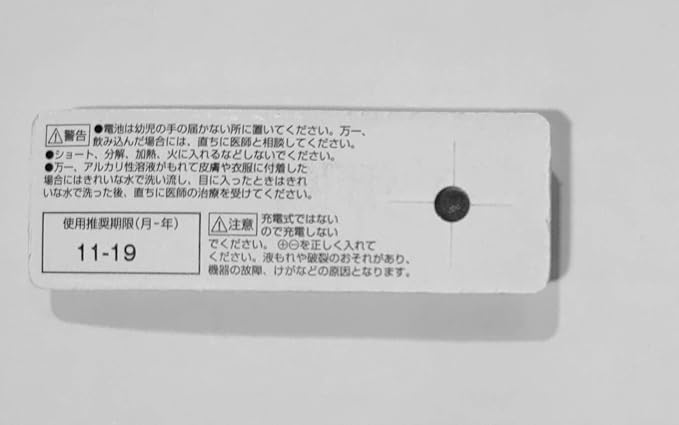 ⚠警告 ●電池は幼児の手の届かない所に置いてください。万一、
飲み込んだ場合には、直ちに医師と相談してください。
●ショート、分解、加熱、火に入れるなどしないでください。
●万一、アルカリ性溶液がもれて皮膚や衣服に付着した
場合にはきれいな水で洗い流し、目に入ったときはきれ
いな水で洗った後、直ちに医師の治療を受けてください。
使用推奨期限(月-年)
11-19
⚠注意 充電式ではない
ので充電しない
でください。⊕⊖を正しく入れて
ください。液もれや破裂のおそれがあり、
機器の故障、けがなどの原因となります。